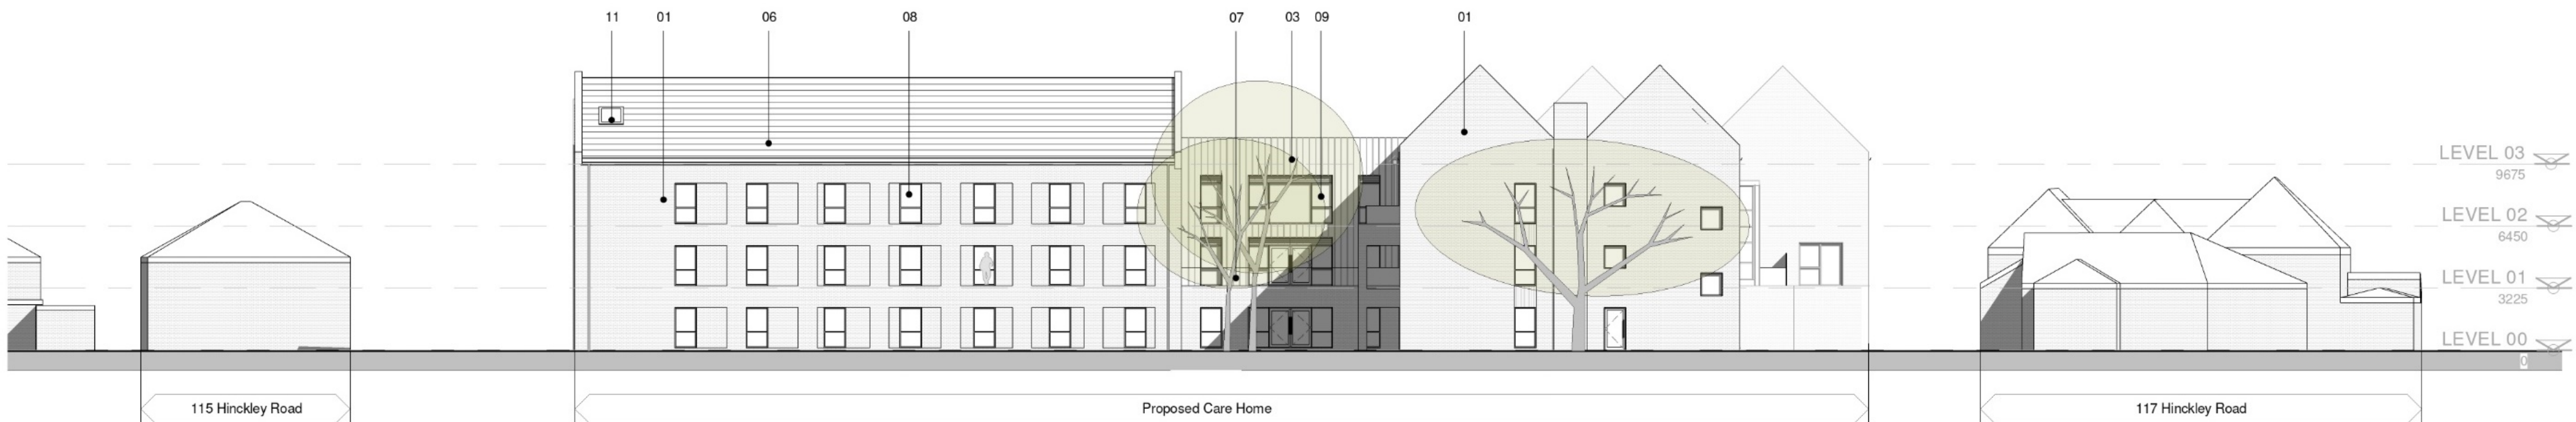 11 01 06 08 07 03 09 01
LEVEL 03
9675
LEVEL 02
6450
LEVEL 01
3225
LEVEL 00
0
115 Hinckley Road
Proposed Care Home
117 Hinckley Road